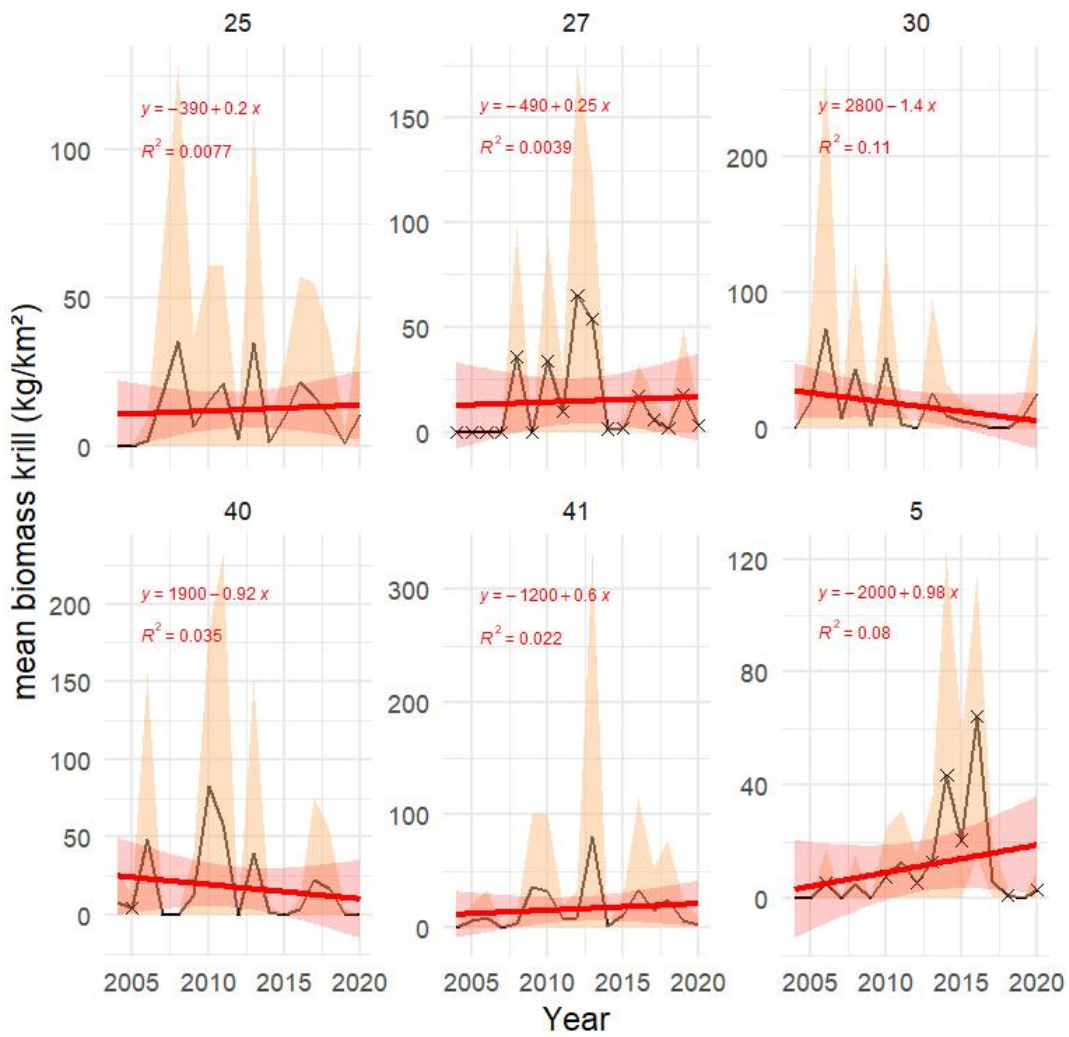 25 27 30
y = −390 + 0.2 x
R² = 0.0077
100
50
0
y = −490 + 0.25 x
R² = 0.0039
150
100
50
0
y = 2800 − 1.4 x
R² = 0.11
200
100
0
mean biomass krill (kg/km²)
40 41 5
y = 1900 − 0.92 x
R² = 0.035
200
150
100
50
0
y = −1200 + 0.6 x
R² = 0.022
300
200
100
0
y = −2000 + 0.98 x
R² = 0.08
120
80
40
0
2005 2010 2015 2020 2005 2010 2015 2020 2005 2010 2015 2020
Year